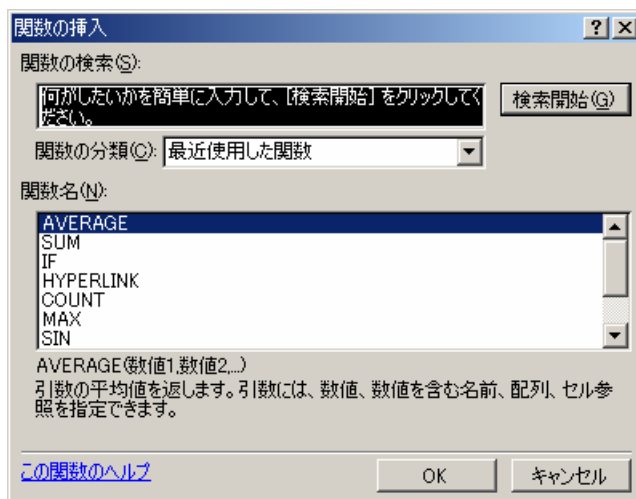 関数の挿入
関数の検索(S):
何がしたいかを簡単に入力して、[検索開始] をクリックしてく
ださい。
検索開始(G)
関数の分類(C): 最近使用した関数
関数名(N):
AVERAGE
SUM
IF
HYPERLINK
COUNT
MAX
SIN
AVERAGE(数値1,数値2,...)
引数の平均値を返します。引数には、数値、数値を含む名前、配列、セル参
照を指定できます。
この関数のヘルプ
OK
キャンセル